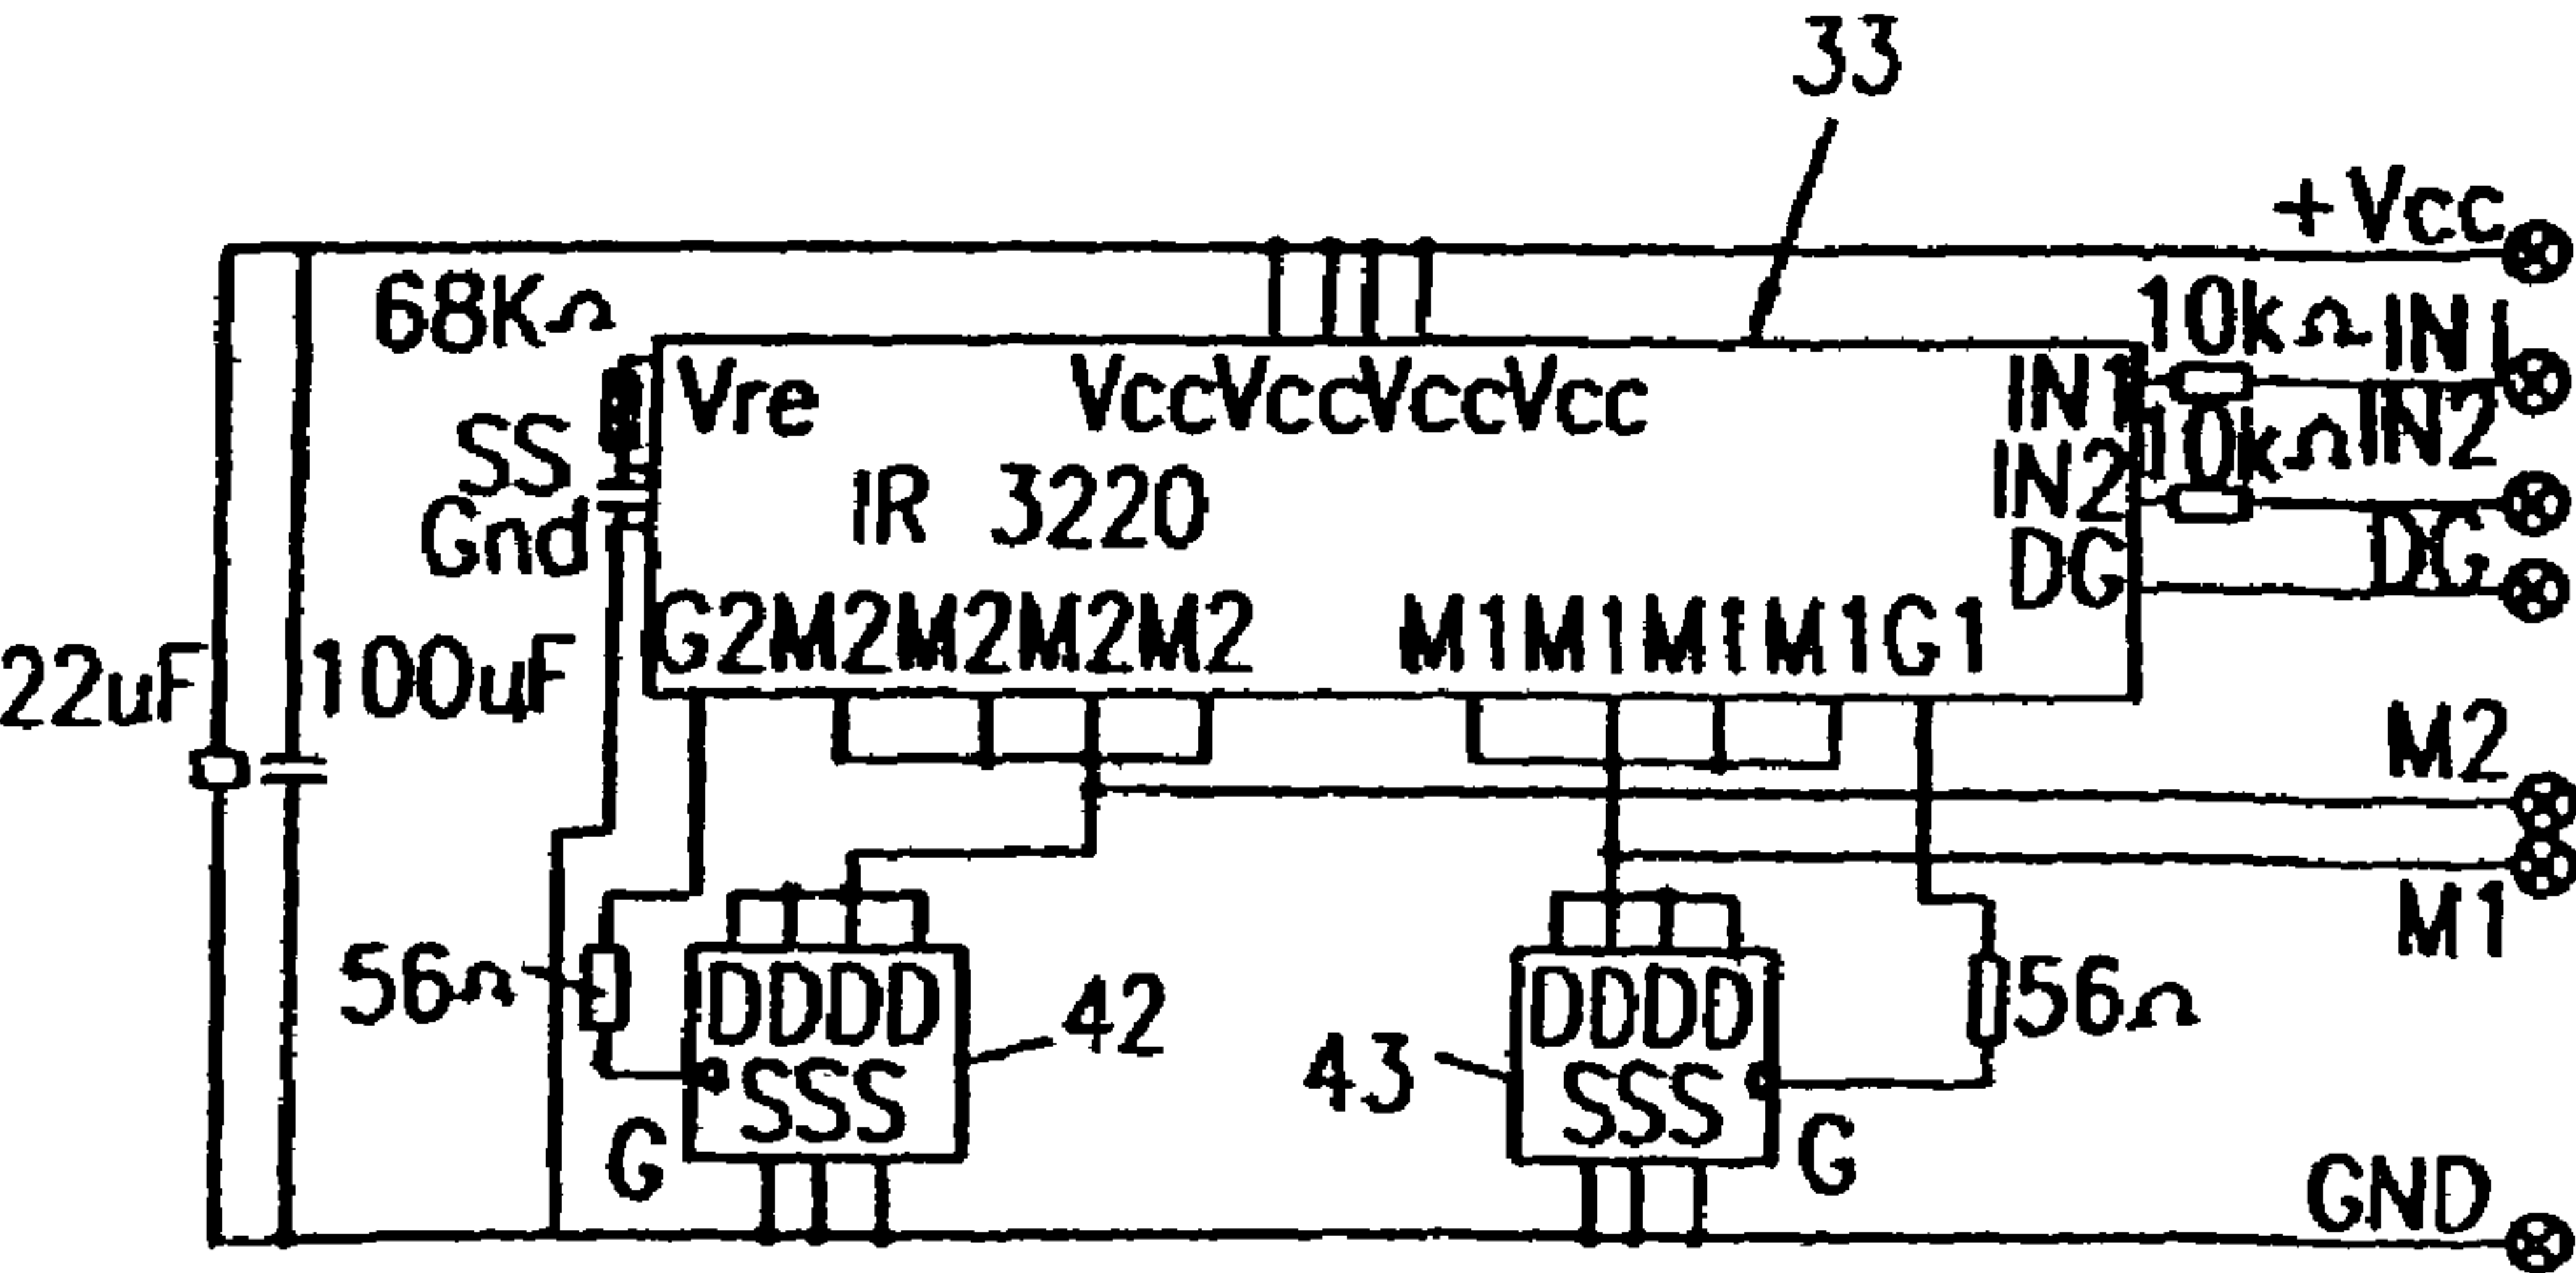 33
+Vcc
68KΩ
10kΩ IN1
Vre VccVccVccVcc IN1
SS 10kΩ IN2
IR 3220 IN2
Gnd DG DG
G2M2M2M2M2 M1M1M1M1G1
22uF 100uF
M2
M1
56Ω DDDD 42 DDDD 56Ω
43
SSS SSS
G G
GND